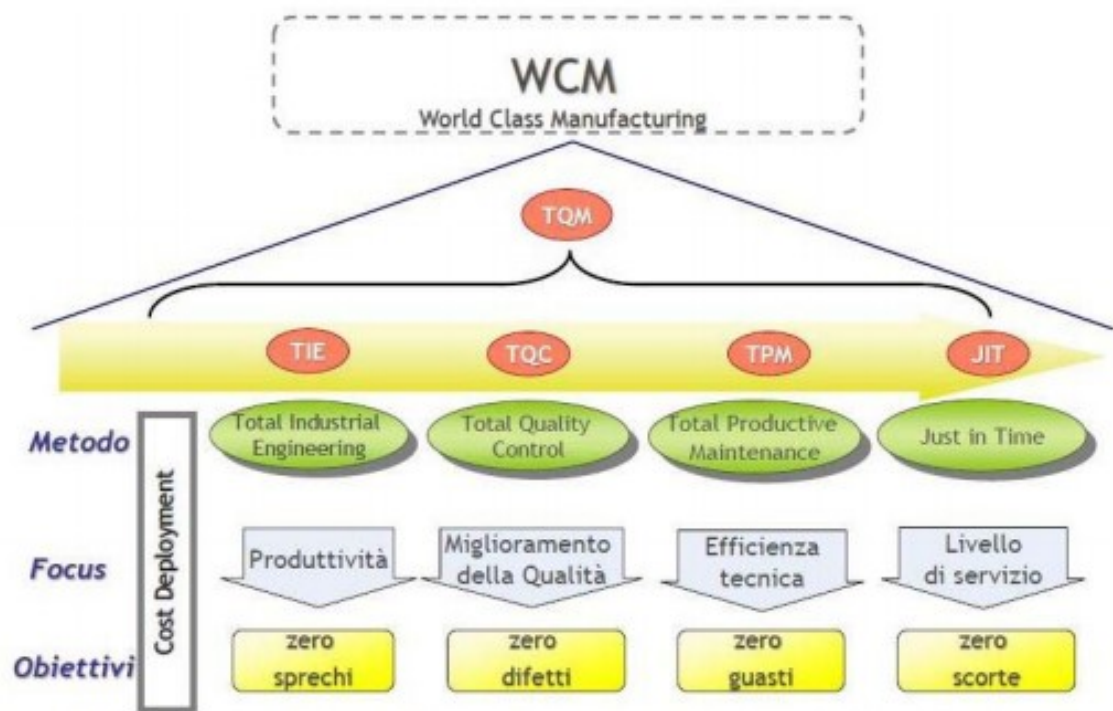 WCM
World Class Manufacturing
TQM
TIE
TQC
TPM
JIT
Metodo
Cost Deployment
Total Industrial
Engineering
Total Quality
Control
Total Productive
Maintenance
Just in Time
Focus
Produttività
Miglioramento
della Qualità
Efficienza
tecnica
Livello
di servizio
Obiettivi
zero
sprechi
zero
difetti
zero
guasti
zero
scorte